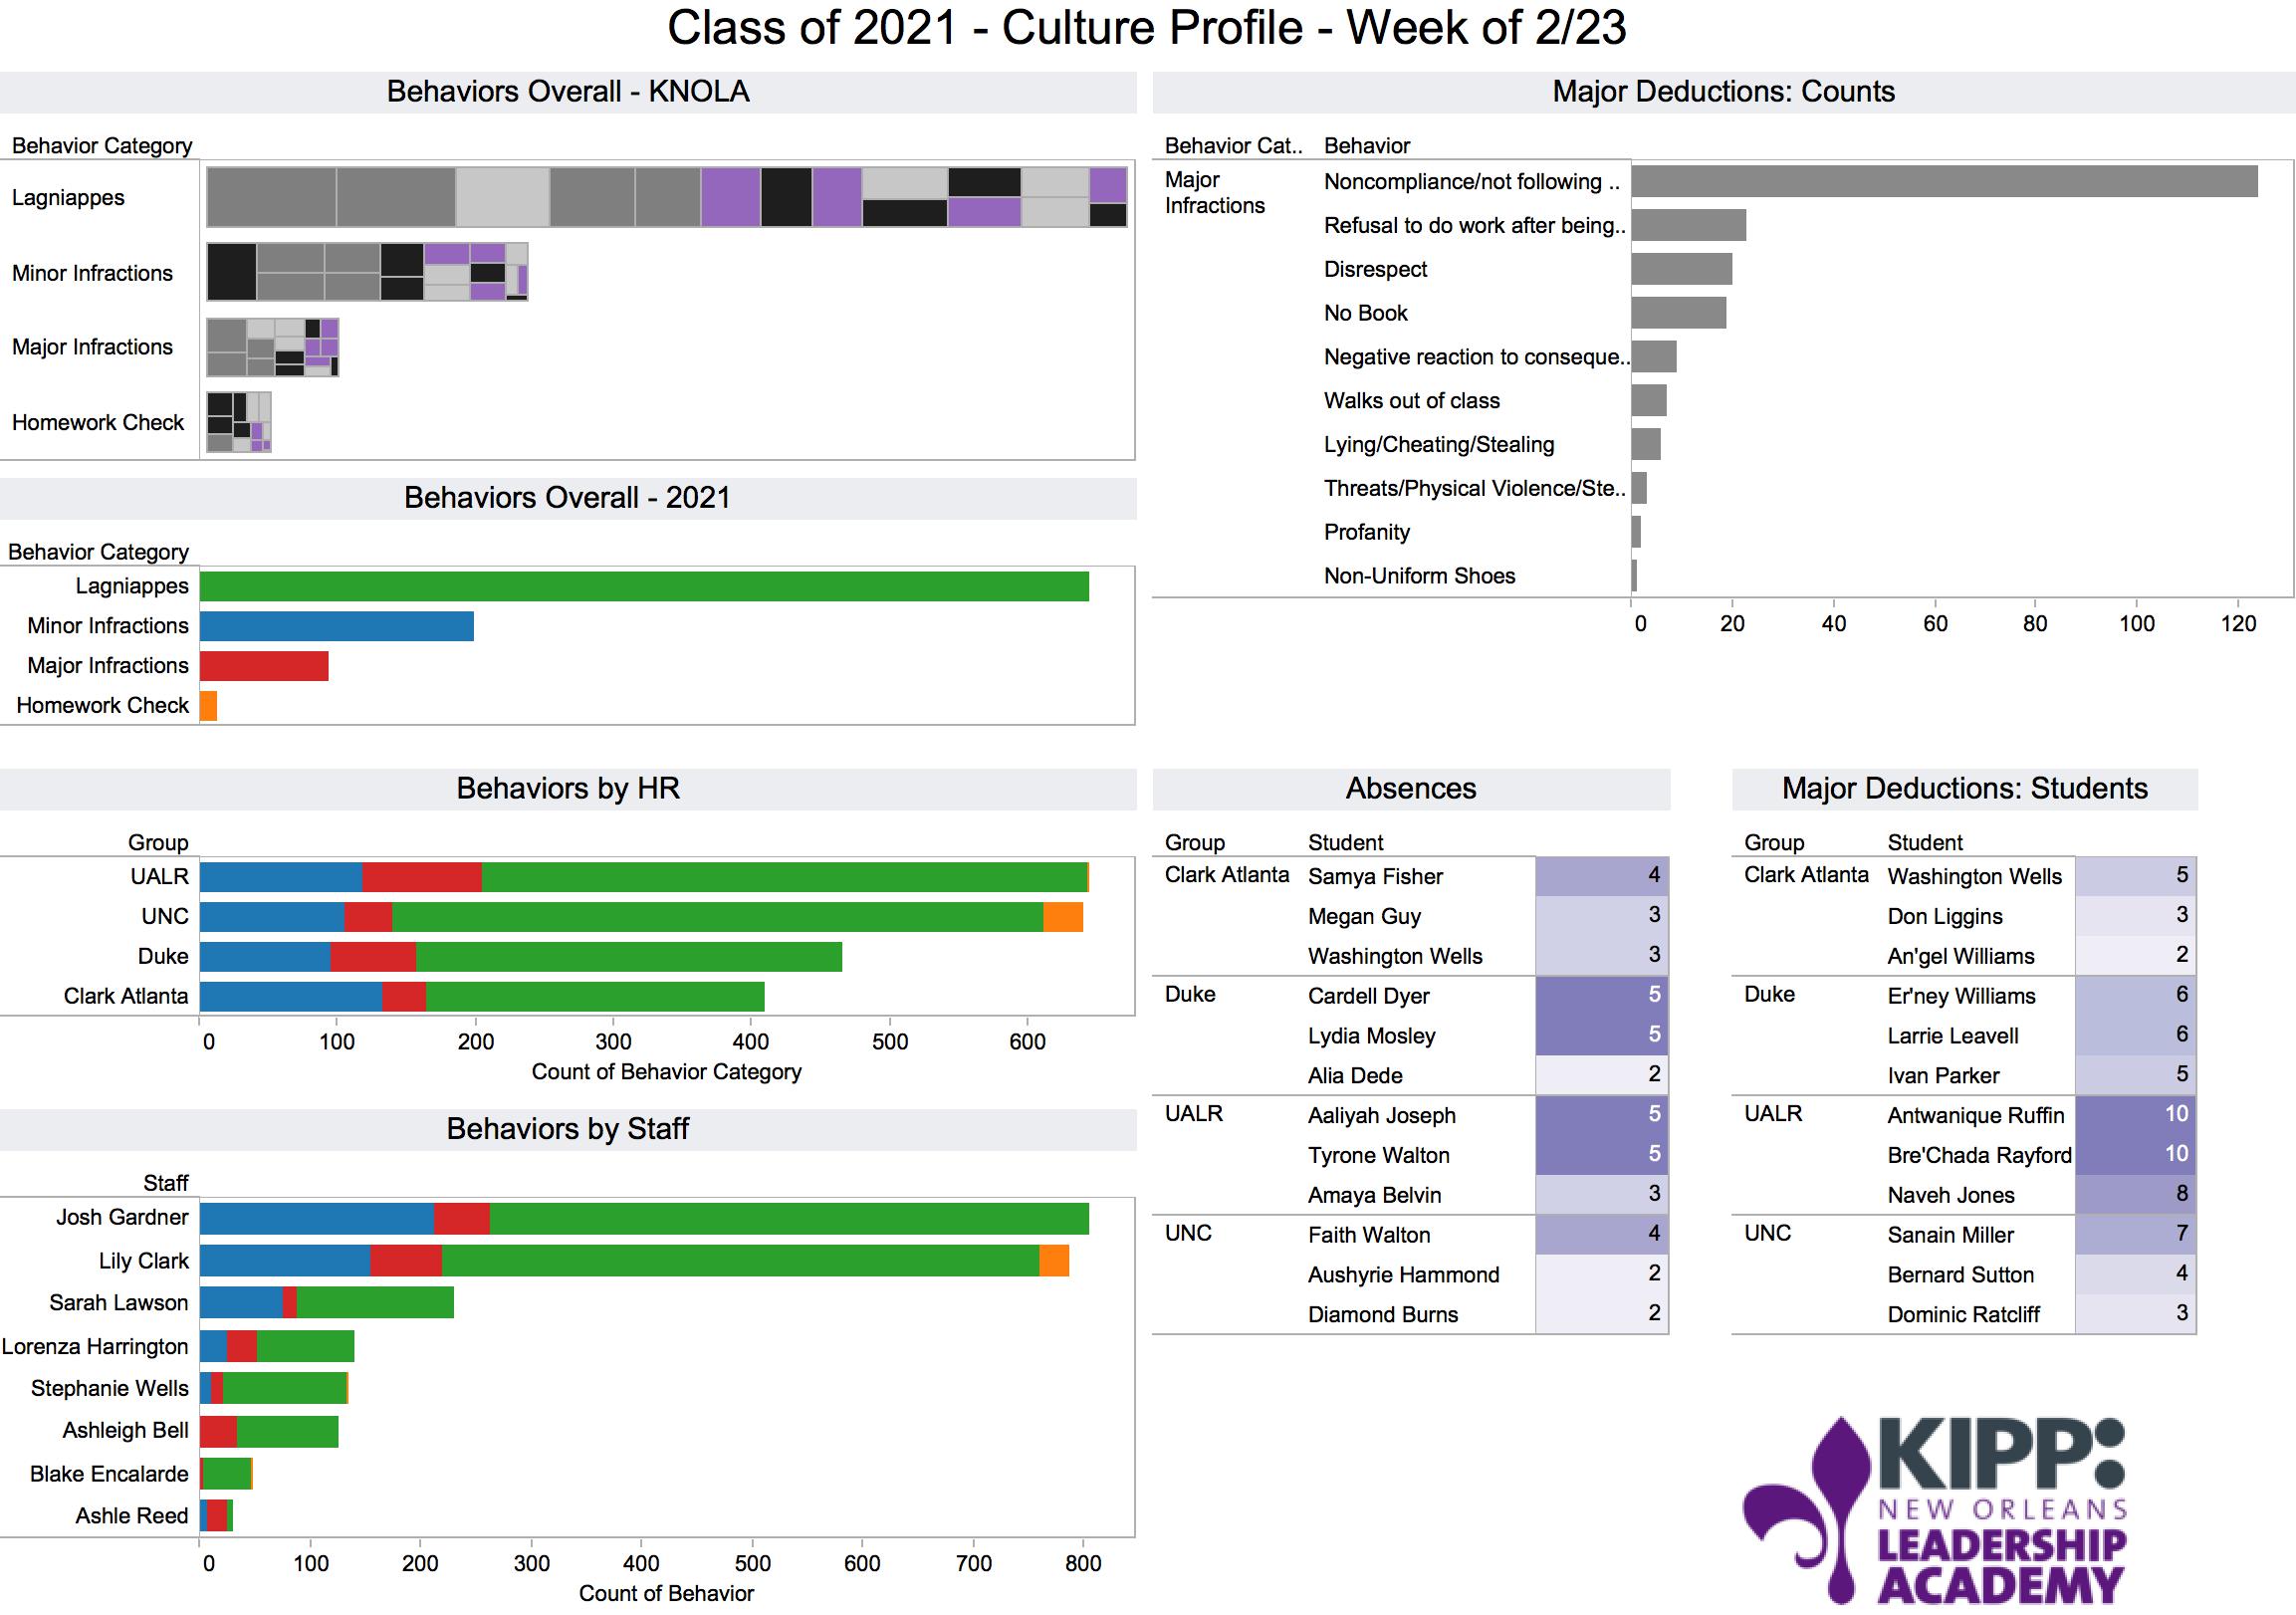 Class of 2021 - Culture Profile - Week of 2/23
Behaviors Overall - KNOLA
Behavior Category
Lagniappes
Minor Infractions
Major Infractions
Homework Check
Behaviors Overall - 2021
Behavior Category
Lagniappes
Minor Infractions
Major Infractions
Homework Check
Behaviors by HR
Group
UALR
UNC
Duke
Clark Atlanta
0 100 200 300 400 500 600
Count of Behavior Category
Behaviors by Staff
Staff
Josh Gardner
Lily Clark
Sarah Lawson
Lorenza Harrington
Stephanie Wells
Ashleigh Bell
Blake Encalarde
Ashle Reed
0 100 200 300 400 500 600 700 800
Count of Behavior
Major Deductions: Counts
Behavior Cat.. Behavior
Major
Infractions
Noncompliance/not following ..
Refusal to do work after being..
Disrespect
No Book
Negative reaction to conseque..
Walks out of class
Lying/Cheating/Stealing
Threats/Physical Violence/Ste..
Profanity
Non-Uniform Shoes
0 20 40 60 80 100 120
Absences
Group Student
Clark Atlanta Samya Fisher 4
Megan Guy 3
Washington Wells 3
Duke Cardell Dyer 5
Lydia Mosley 5
Alia Dede 2
UALR Aaliyah Joseph 5
Tyrone Walton 5
Amaya Belvin 3
UNC Faith Walton 4
Aushyrie Hammond 2
Diamond Burns 2
Major Deductions: Students
Group Student
Clark Atlanta Washington Wells 5
Don Liggins 3
An'gel Williams 2
Duke Er'ney Williams 6
Larrie Leavell 6
Ivan Parker 5
UALR Antwanique Ruffin 10
Bre'Chada Rayford 10
Naveh Jones 8
UNC Sanain Miller 7
Bernard Sutton 4
Dominic Ratcliff 3
KIPP:
NEW ORLEANS
LEADERSHIP
ACADEMY